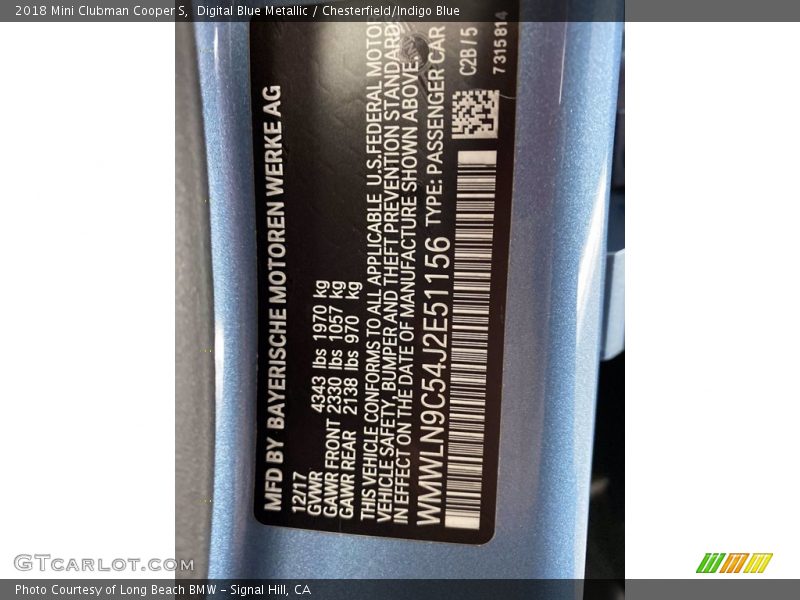 2018 Mini Clubman Cooper S,  Digital Blue Metallic / Chesterfield/Indigo Blue
MFD BY BAYERISCHE MOTOREN WERKE AG
12/17
GVWR 4343 lbs 1970 kg
GAWR FRONT 2330 lbs 1057 kg
GAWR REAR 2138 lbs 970 kg
THIS VEHICLE CONFORMS TO ALL APPLICABLE U.S. FEDERAL MOTOR
VEHICLE SAFETY, BUMPER AND THEFT PREVENTION STANDARDS
IN EFFECT ON THE DATE OF MANUFACTURE SHOWN ABOVE.
WMWLN9C54J2E51156 TYPE: PASSENGER CAR
C2B / 5
7 315 814
GTCARLOT.COM
Photo Courtesy of Long Beach BMW – Signal Hill, CA